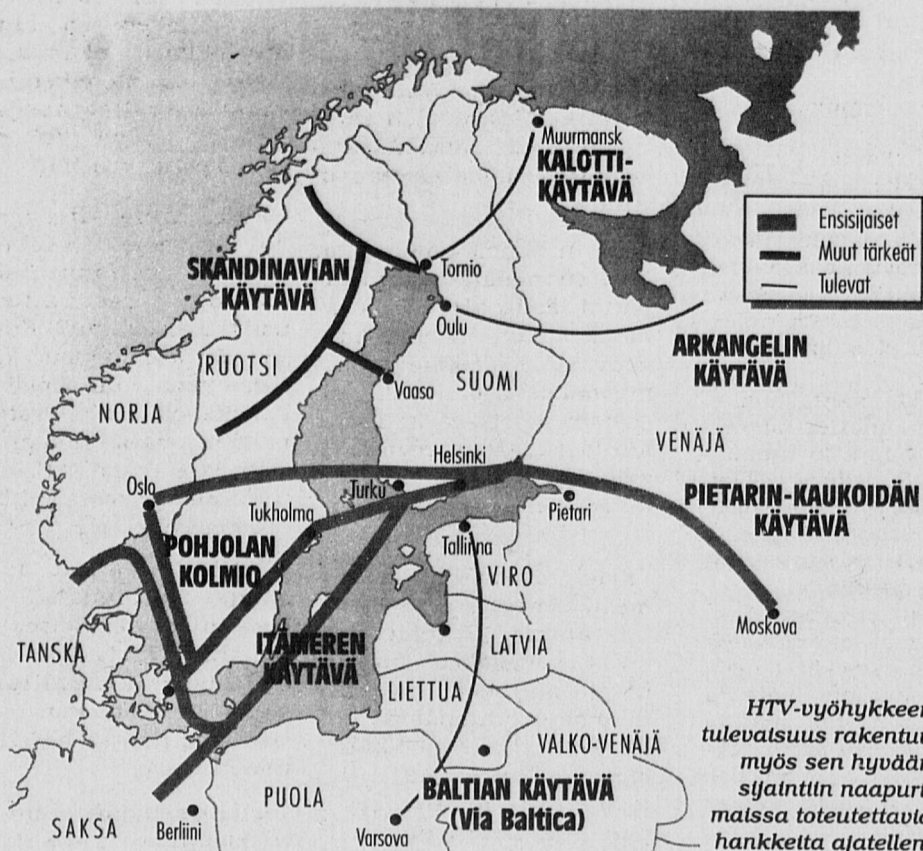 Muurmansk
KALOTTI-
KÄYTÄVÄ
Ensisijaiset
Muut tärkeät
Tulevat
SKANDINAVIAN
KÄYTÄVÄ
Tornio
Oulu
ARKANGELIN
KÄYTÄVÄ
RUOTSI
SUOMI
Vaasa
NORJA
VENÄJÄ
Helsinki
Oslo
Turku
Tukholma
Pietari
PIETARIN-KAUKOIDÄN
KÄYTÄVÄ
Tallinna
POHJOLAN
KOLMIO
VIRO
Moskova
ITÄMEREN
KÄYTÄVÄ
LATVIA
TANSKA
LIETTUA
VALKO-VENÄJÄ
HTV-vyöhykkeen
tulevaisuus rakentuu
myös sen hyvään
sijaintiin naapuri-
maissa toteutettavia
hankkeita ajatellen
PUOLA
BALTIAN KÄYTÄVÄ
(Via Baltica)
SAKSA
Berliini
Varsova